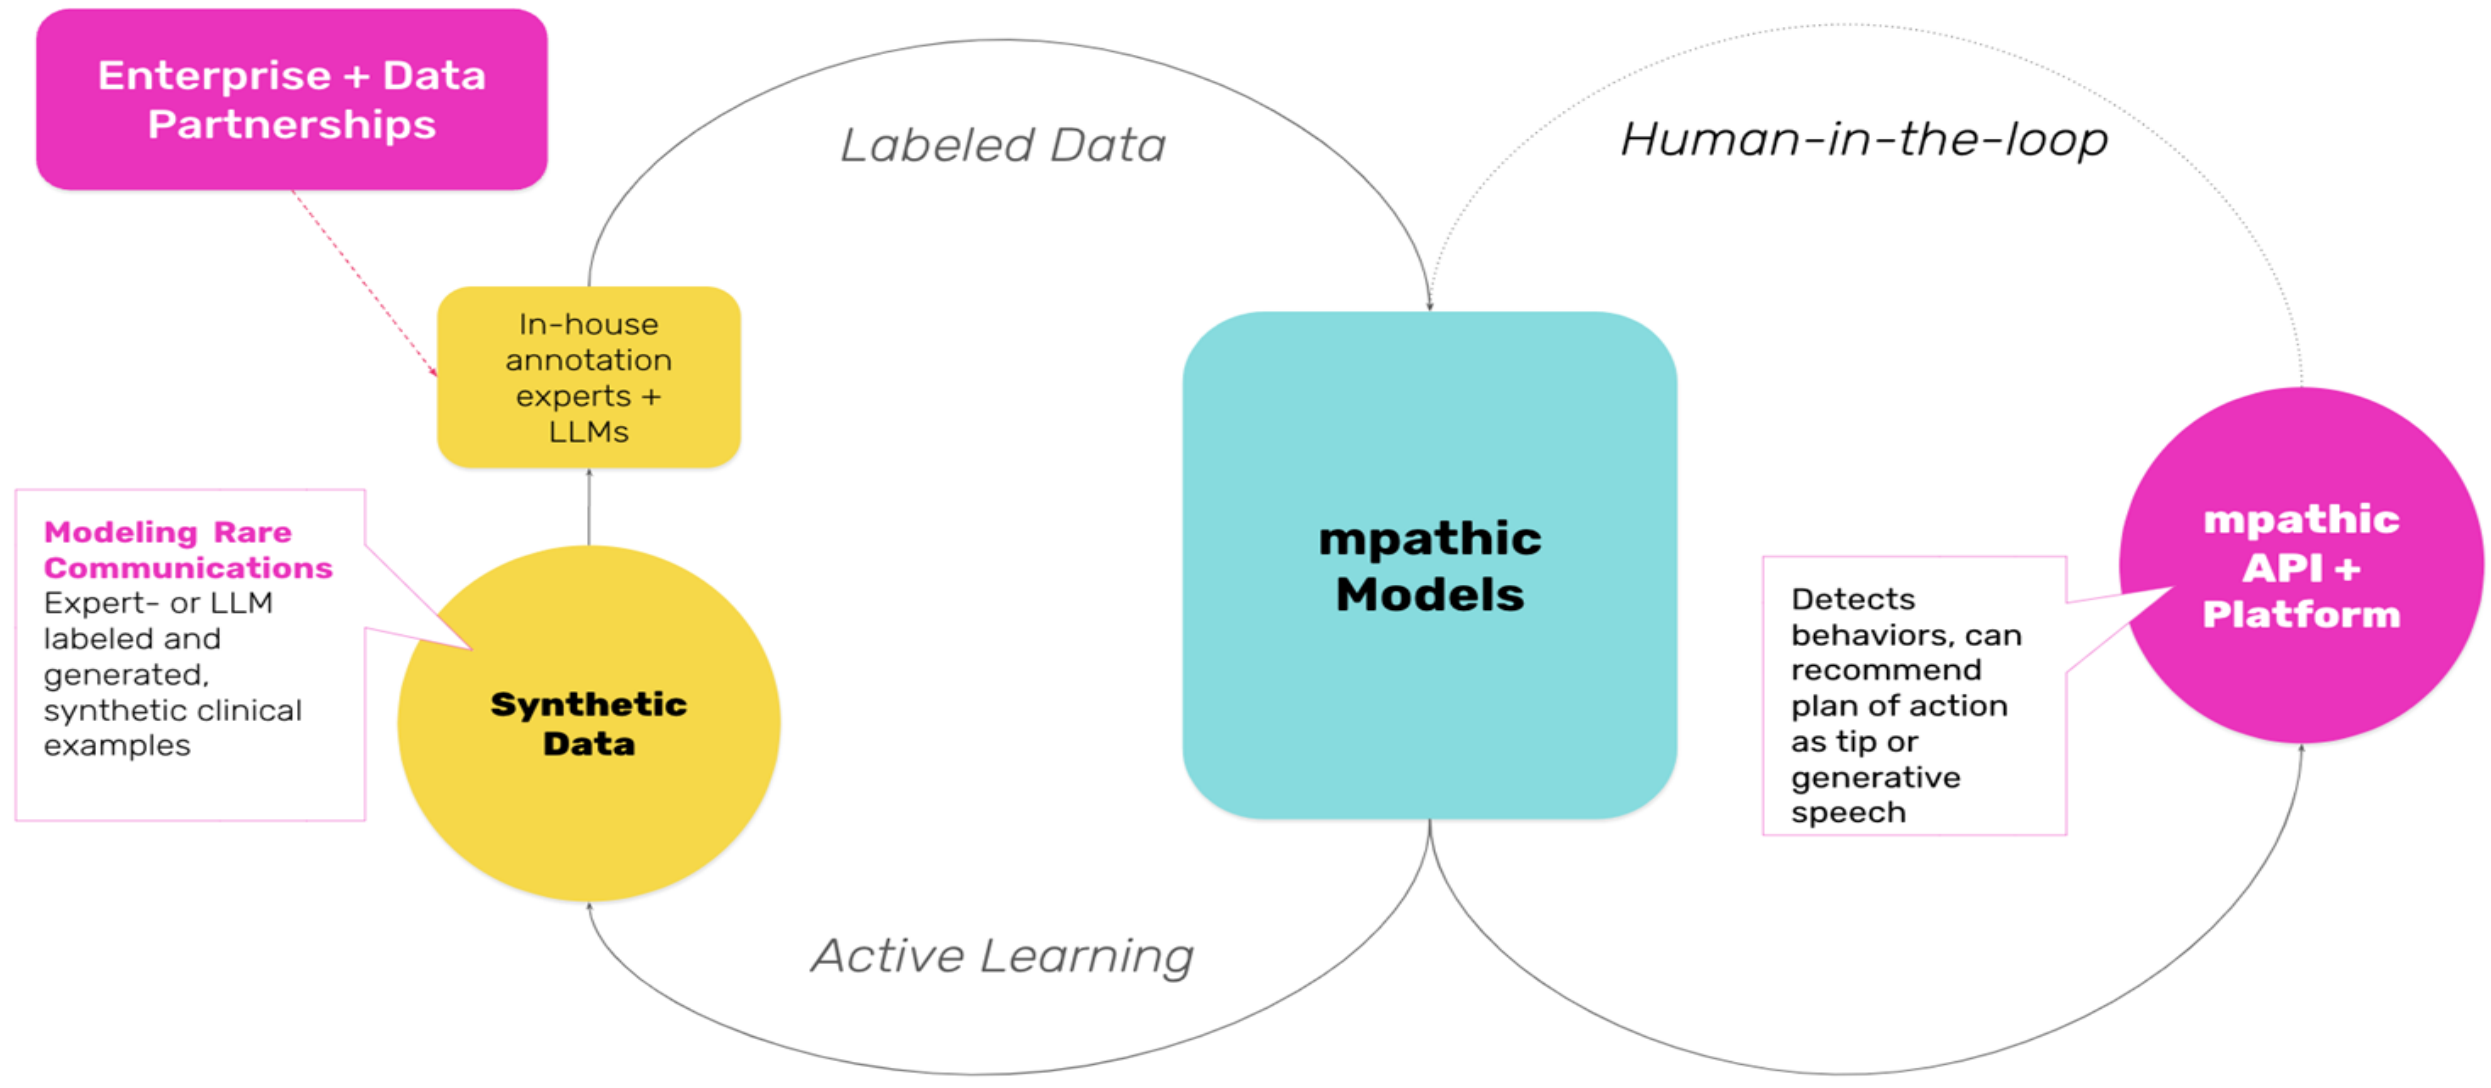 Enterprise + Data
Partnerships
Labeled Data
Human-in-the-loop
In-house
annotation
experts +
LLMs
Modeling Rare
Communications
Expert- or LLM
labeled and
generated,
synthetic clinical
examples
Synthetic
Data
mpathic
Models
Detects
behaviors, can
recommend
plan of action
as tip or
generative
speech
mpathic
API +
Platform
Active Learning